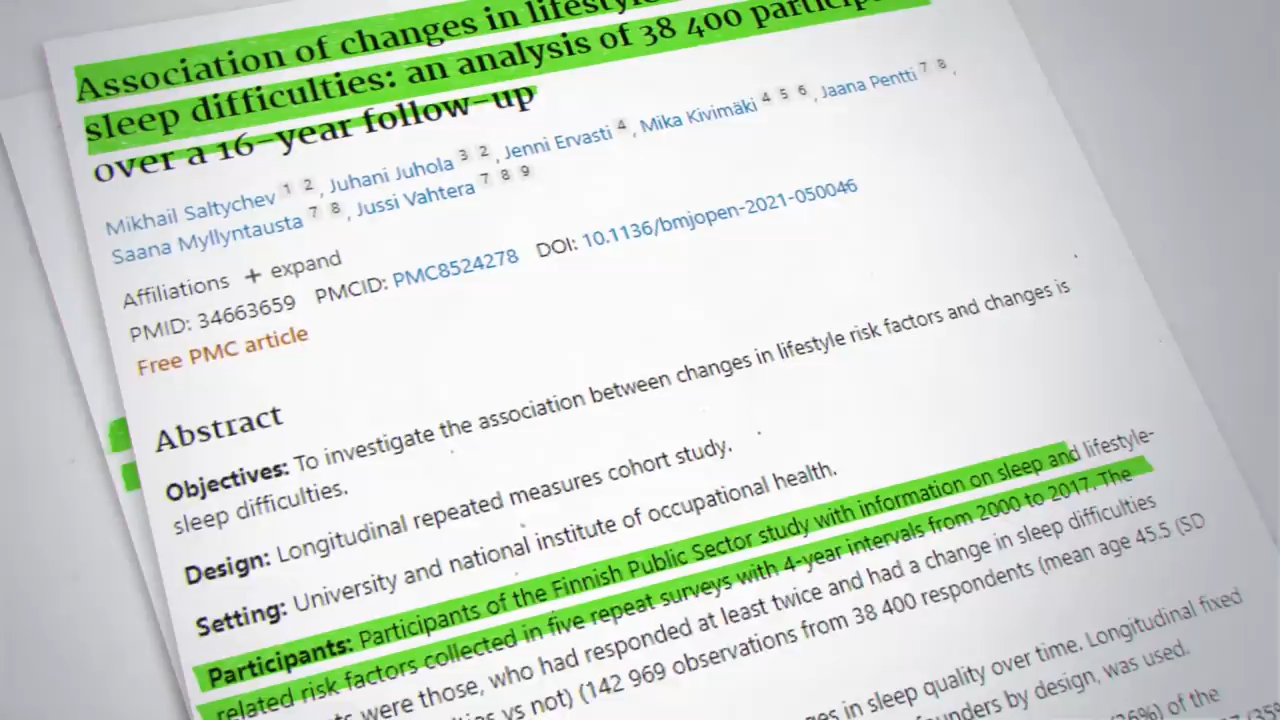 Association of changes in lifestyle
sleep difficulties: an analysis of 38 400
over a 16-year follow-up
Mikhail Saltychev 1 2, Juhani Juhola 3 2, Jenni Ervasti 4, Mika Kivimäki 4 5 6, Jaana Pentti 7 8,
Saana Myllyntausta 7 8, Jussi Vahtera 7 8 9
Affiliations + expand
PMID: 34663659 PMCID: PMC8524278 DOI: 10.1136/bmjopen-2021-050046
Free PMC article
Abstract
Objectives: To investigate the association between changes in lifestyle risk factors and changes is
sleep difficulties.
Design: Longitudinal repeated measures cohort study.
Setting: University and national institute of occupational health.
Participants: Participants of the Finnish Public Sector study with information on sleep and lifestyle-
related risk factors collected in five repeat surveys with 4-year intervals from 2000 to 2017. The
were those, who had responded at least twice and had a change in sleep difficulties
vs not) (142 969 observations from 38 400 respondents (mean age 45.5 (SD
in sleep quality over time. Longitudinal fixed
by design, was used.
of the